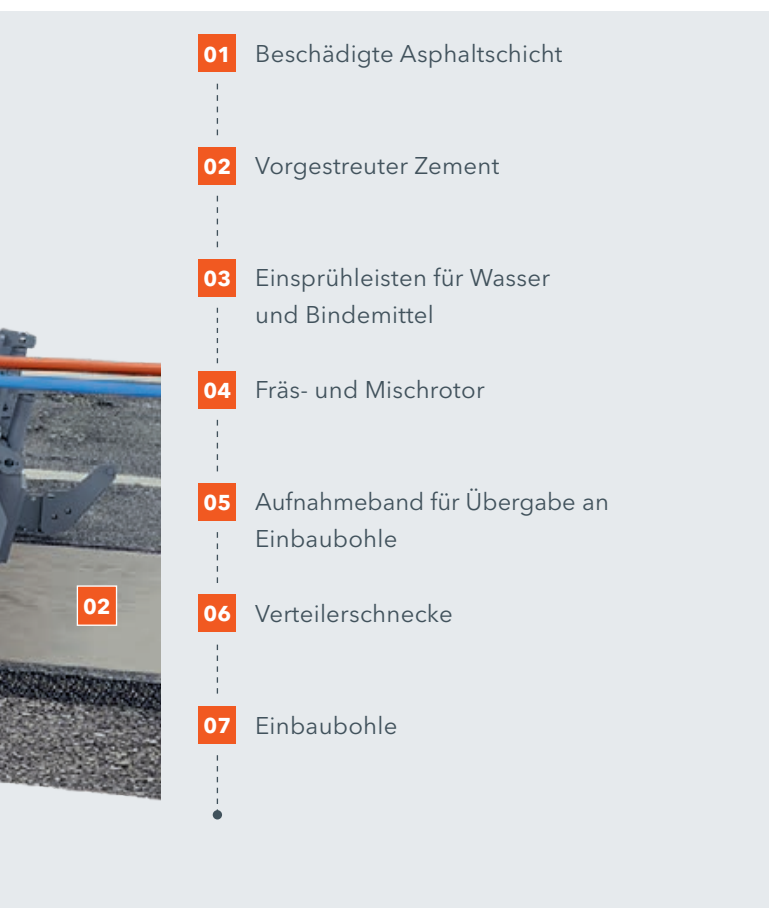 01 Beschädigte Asphaltschicht
02 Vorgestreuter Zement
03 Einsprühleisten für Wasser
und Bindemittel
04 Fräs- und Mischrotor
05 Aufnahmeband für Übergabe an
Einbaubohle
06 Verteilerschnecke
07 Einbaubohle
02